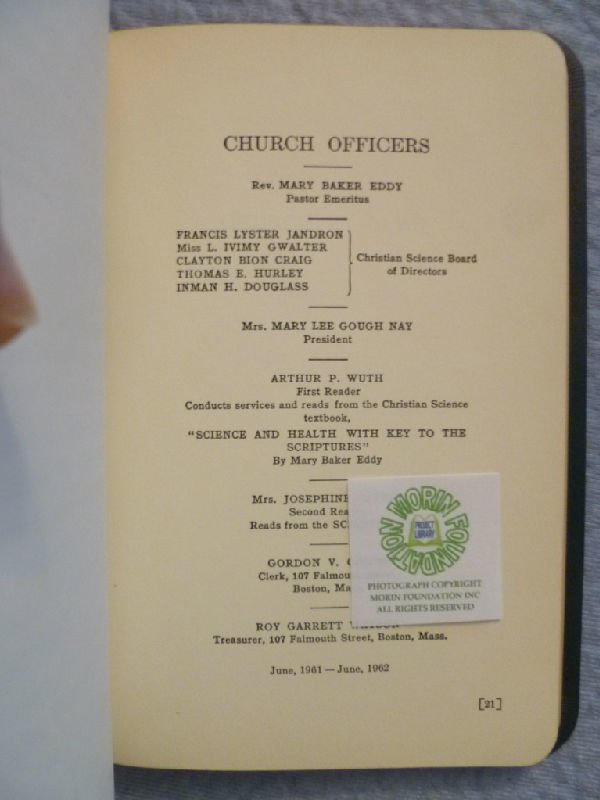 CHURCH OFFICERS
Rev. MARY BAKER EDDY
Pastor Emeritus
FRANCIS LYSTER JANDRON
Miss L. IVIMY GWALTER
CLAYTON BION CRAIG
THOMAS E. HURLEY
INMAN H. DOUGLASS
Christian Science Board
of Directors
Mrs. MARY LEE GOUGH NAY
President
ARTHUR P. WUTH
First Reader
Conducts services and reads from the Christian Science
textbook,
"SCIENCE AND HEALTH WITH KEY TO THE
SCRIPTURES"
By Mary Baker Eddy
Mrs. JOSEPHINE
Second
Reads from the
GORDON V.
Clerk, 107
Boston,
ROY GARRETT
Treasurer, 107 Falmouth Street, Boston, Mass.
June, 1961 — June, 1962
[21]
MORIN FOUNDATION
PROJECT
LIBRARY
PHOTOGRAPH COPYRIGHT
MORIN FOUNDATION INC
ALL RIGHTS RESERVED